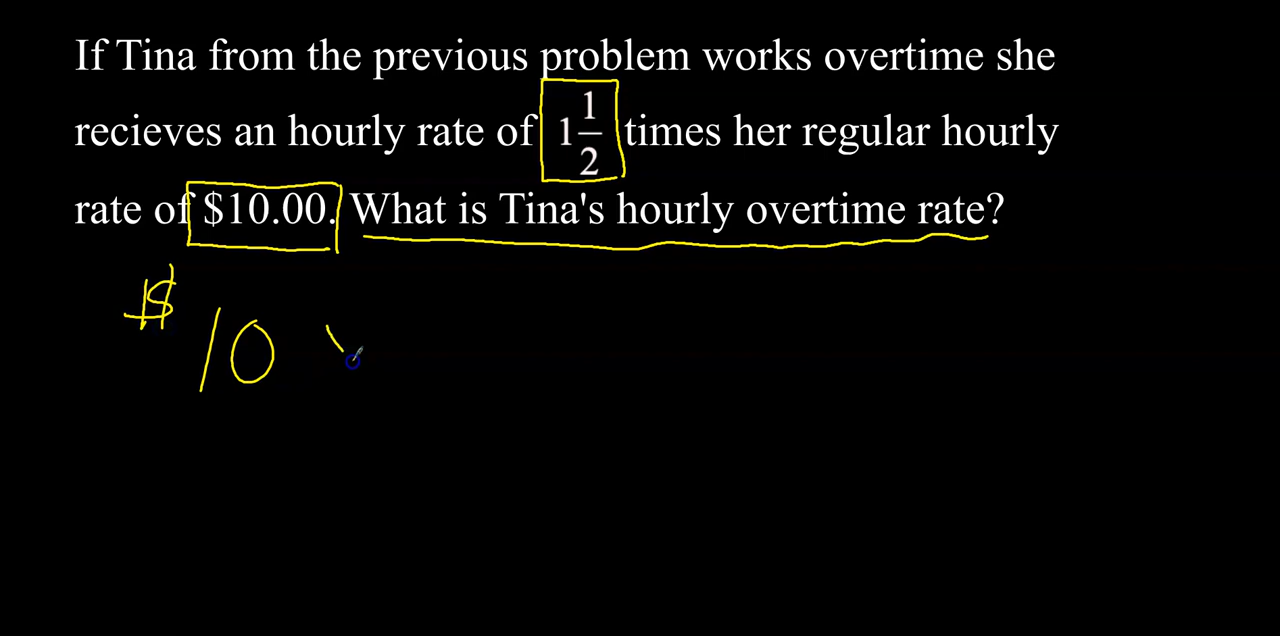 If Tina from the previous problem works overtime she
recieves an hourly rate of 1 1/2 times her regular hourly
rate of $10.00. What is Tina's hourly overtime rate?
$ 10